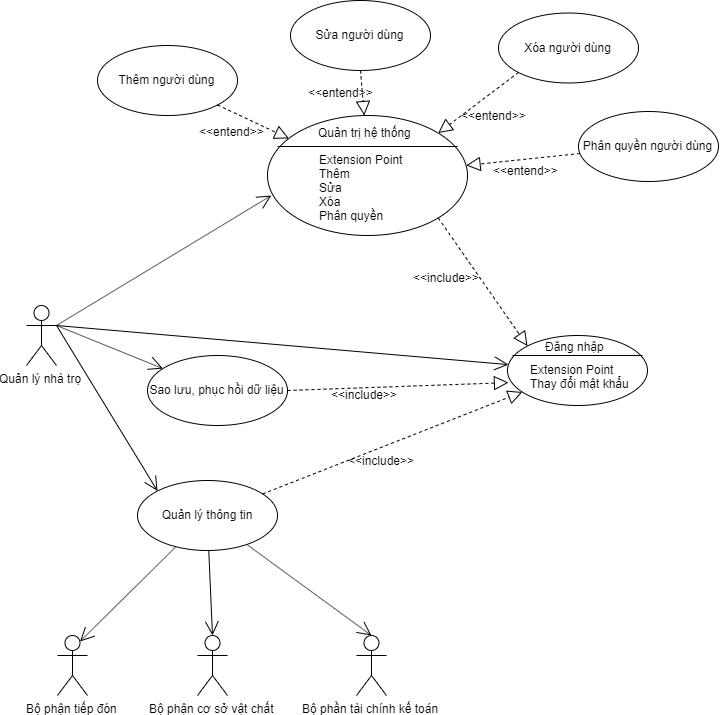 Sửa người dùng
Xóa người dùng
Thêm người dùng
<<entend>>
<<entend>>
<<entend>>
Quản trị hệ thống
Phân quyền người dùng
Extension Point
Thêm
Sửa
Xóa
Phân quyền
<<entend>>
<<include>>
Đăng nhập
Extension Point
Thay đổi mật khẩu
Quản lý nhà trọ
Sao lưu, phục hồi dữ liệu
<<include>>
<<include>>
Quản lý thông tin
Bộ phận tiếp đón
Bộ phận cơ sở vật chất
Bộ phần tài chính kế toán